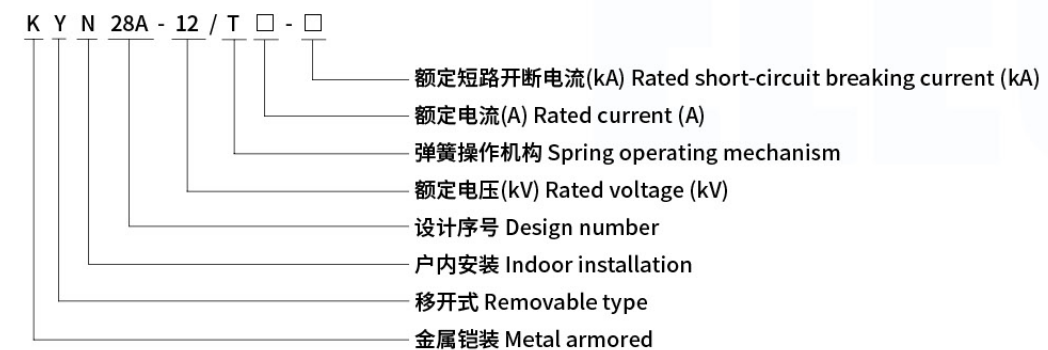 K Y N 28A - 12 / T □ - □
额定短路开断电流(kA) Rated short-circuit breaking current (kA)
额定电流(A) Rated current (A)
弹簧操作机构 Spring operating mechanism
额定电压(kV) Rated voltage (kV)
设计序号 Design number
户内安装 Indoor installation
移开式 Removable type
金属铠装 Metal armored